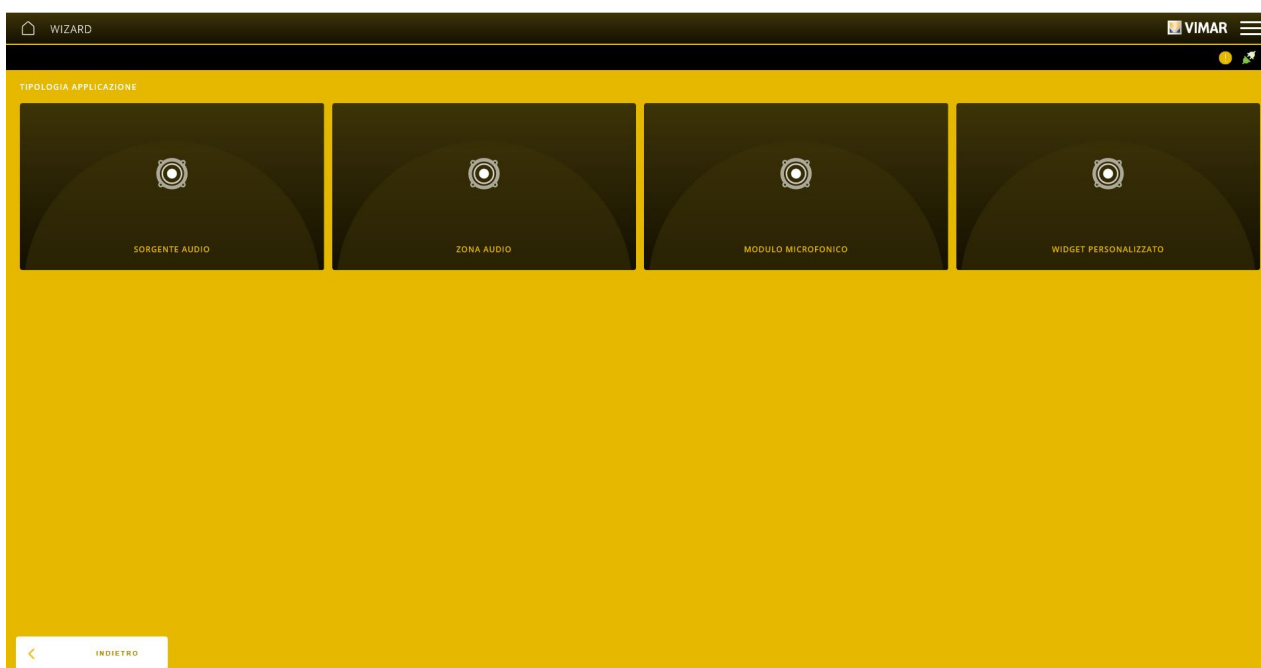 WIZARD
VIMAR
TIPOLOGIA APPLICAZIONE
SORGENTE AUDIO
ZONA AUDIO
MODULO MICROFONICO
WIDGET PERSONALIZZATO
INDIETRO